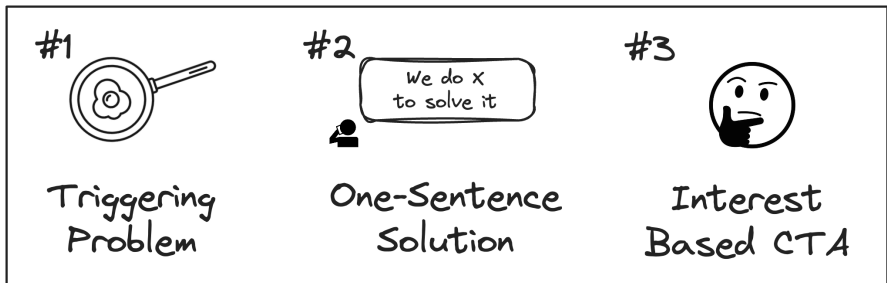 #1
Triggering
Problem
#2
We do X
to solve it
One-Sentence
Solution
#3
Interest
Based CTA